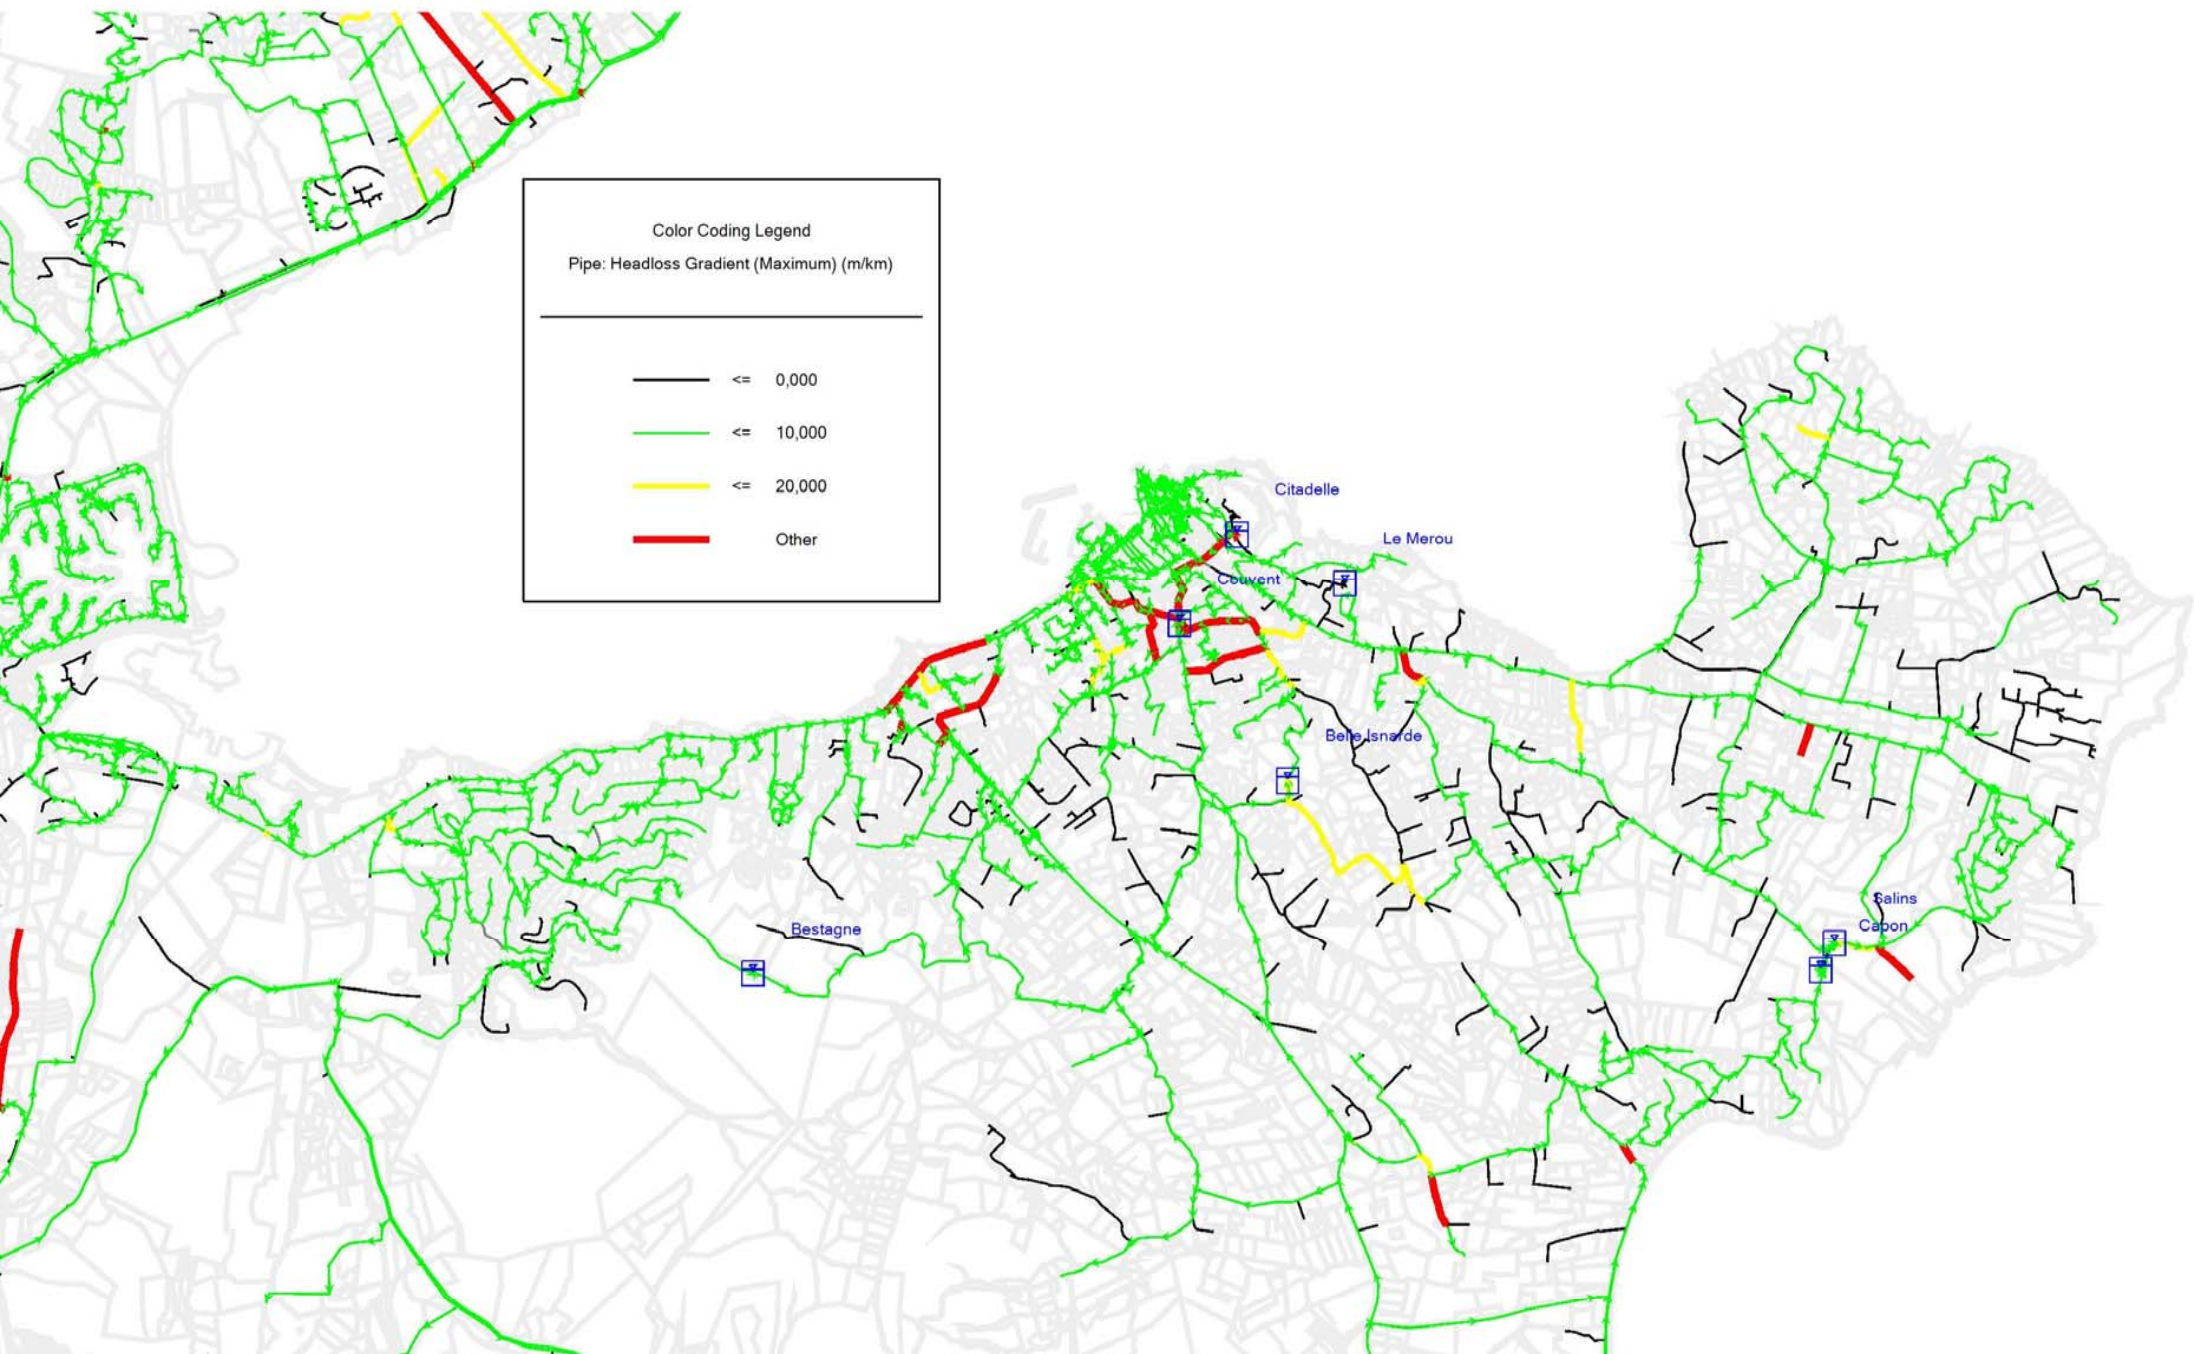 Color Coding Legend
Pipe: Headloss Gradient (Maximum) (m/km)
<= 0,000
<= 10,000
<= 20,000
Other
Citadelle
Le Merou
Couvent
Belle Isnarde
Salins
Capon
Bestagne